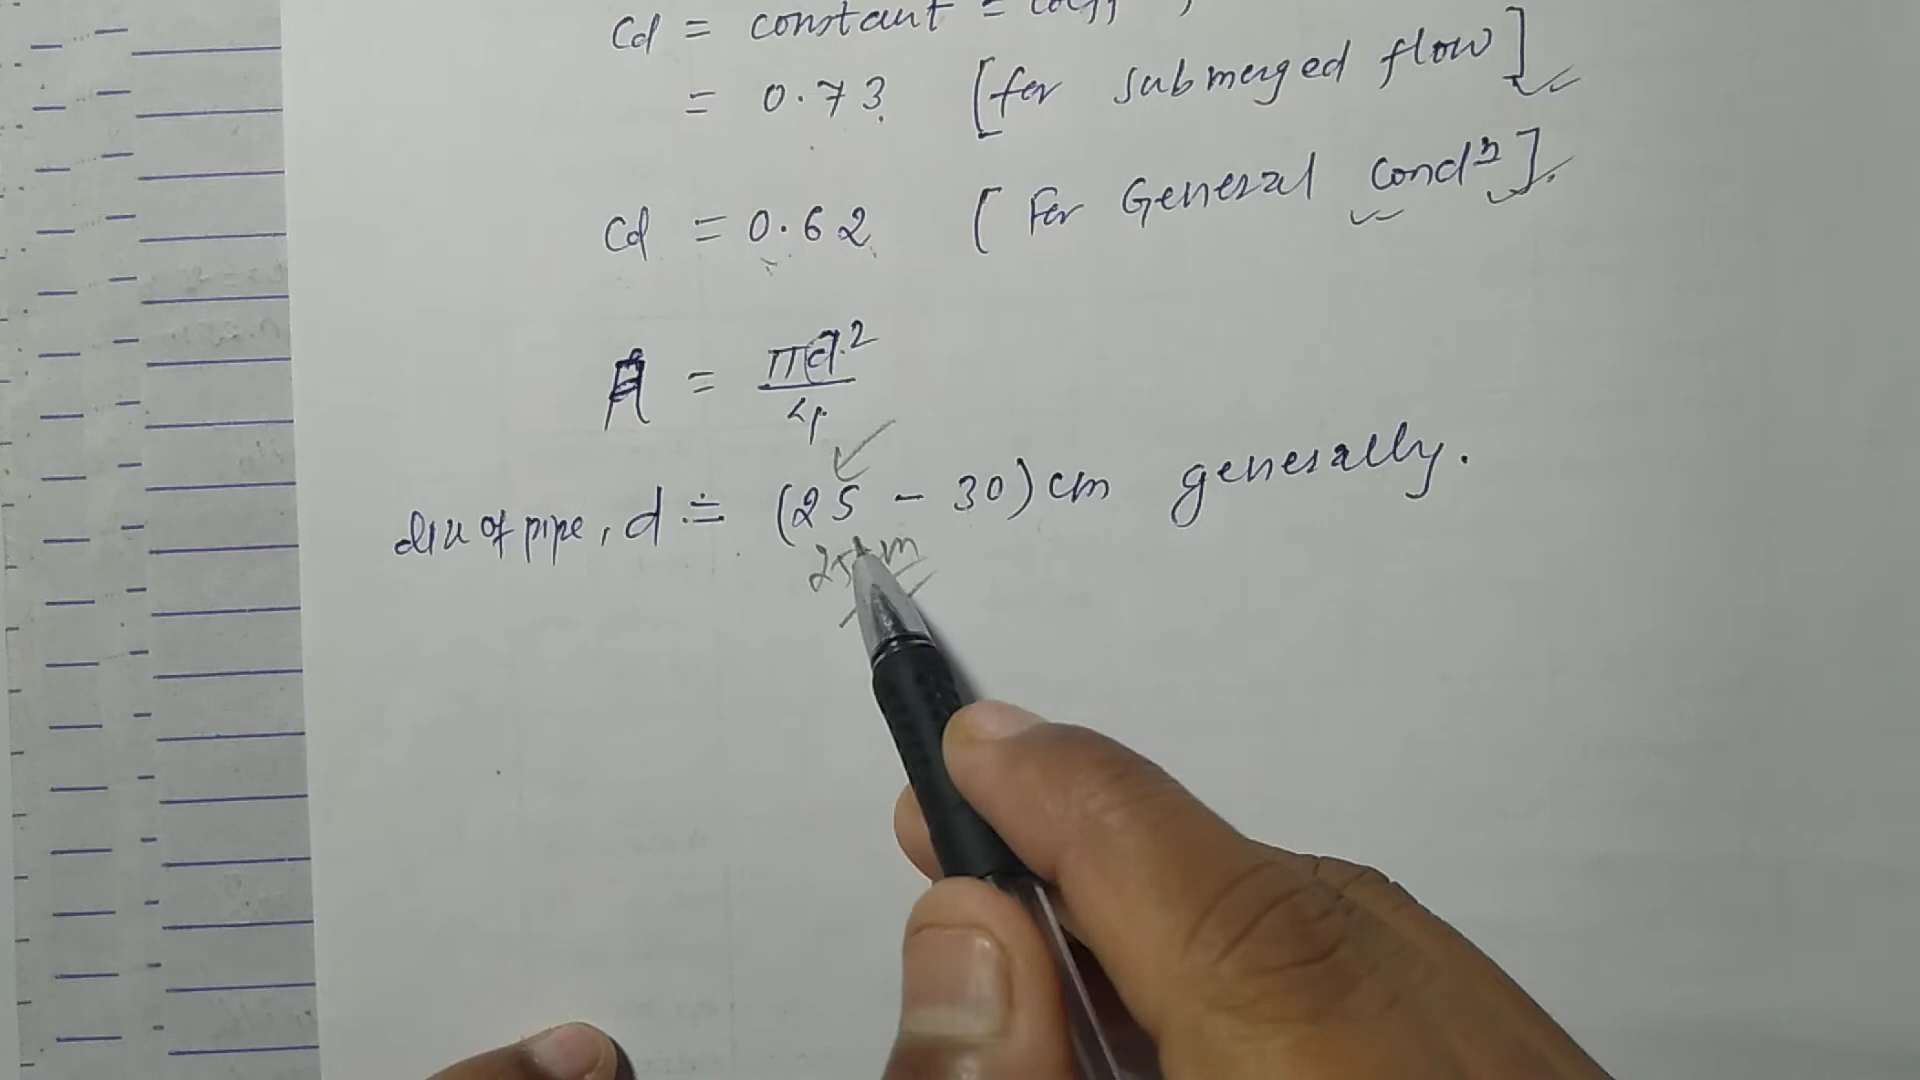 Cd = constant =
= 0.73 [for submerged flow]
Cd = 0.62 [For General Condⁿ].
A = πd²/4
dia of pipe, d ≐ (25 - 30) cm generally.